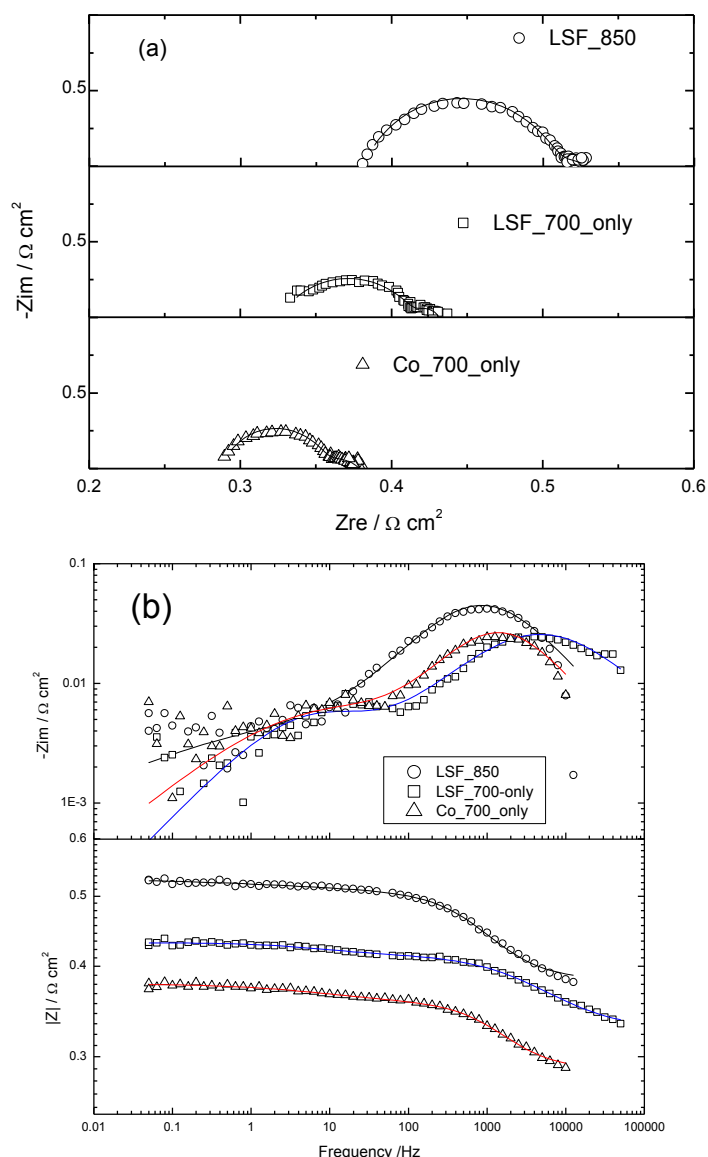 (a)
LSF_850
0.5
LSF_700_only
0.5
Co_700_only
0.5
-Zim / Ω cm²
0.2 0.3 0.4 0.5 0.6
Zre / Ω cm²
(b)
0.1
0.01
1E-3
-Zim / Ω cm²
LSF_850
LSF_700-only
Co_700_only
0.6
0.5
0.4
0.3
|Z| / Ω cm²
0.01 0.1 1 10 100 1000 10000 100000
Frequency /Hz